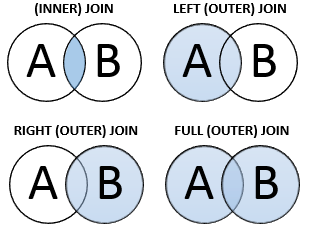 (INNER) JOIN
A B
LEFT (OUTER) JOIN
A B
RIGHT (OUTER) JOIN
A B
FULL (OUTER) JOIN
A B